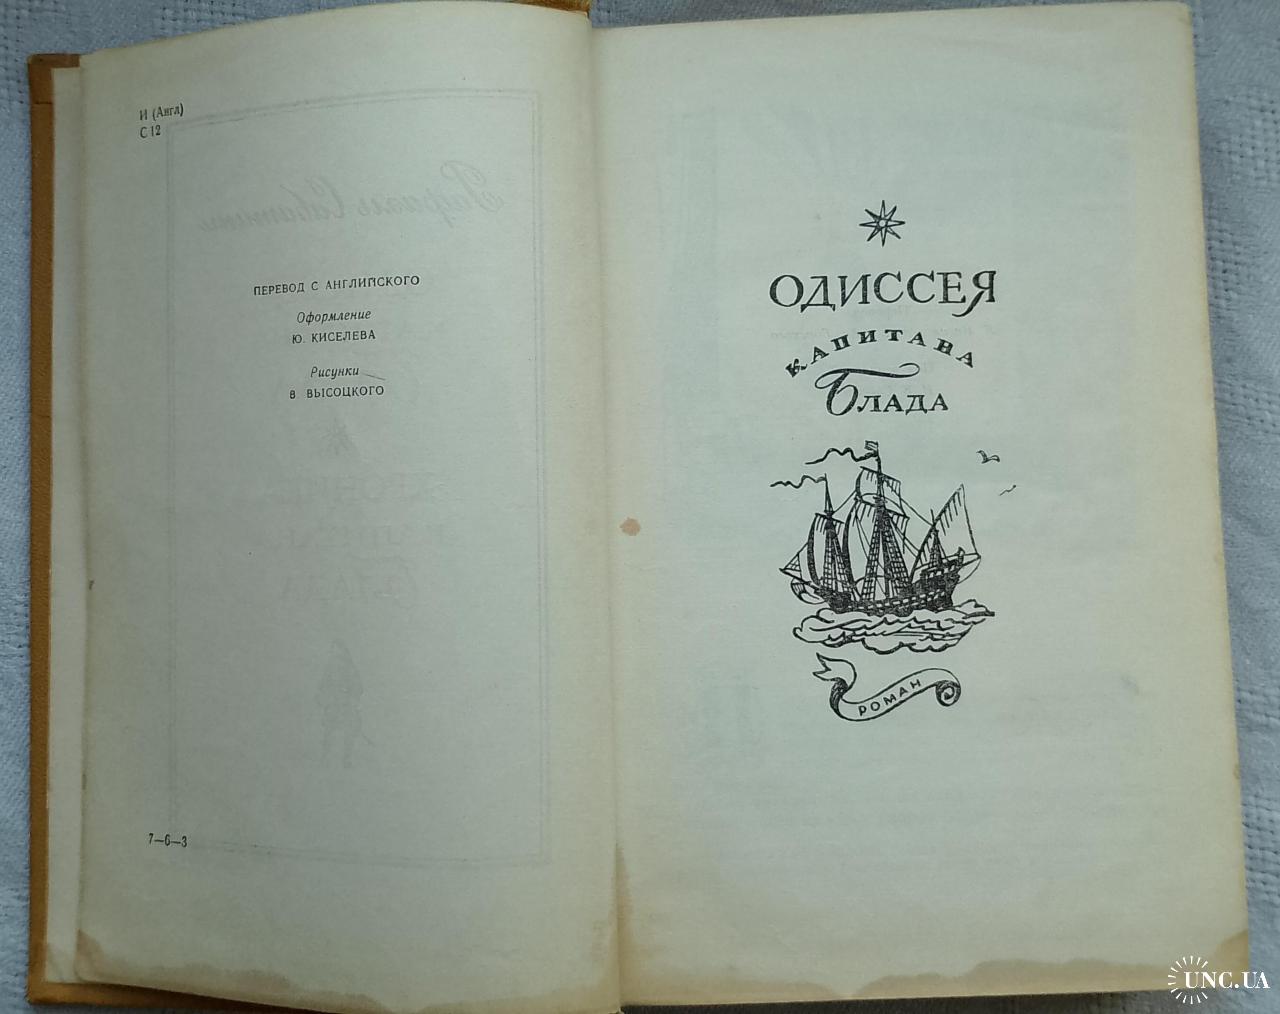 И (Англ)
С 12
ПЕРЕВОД С АНГЛИЙСКОГО
Оформление
Ю. КИСЕЛЕВА
Рисунки
В ВЫСОЦКОГО
7—6—3
ОДИССЕЯ
КАПИТАНА
БЛАДА
РОМАН
UNC.UA